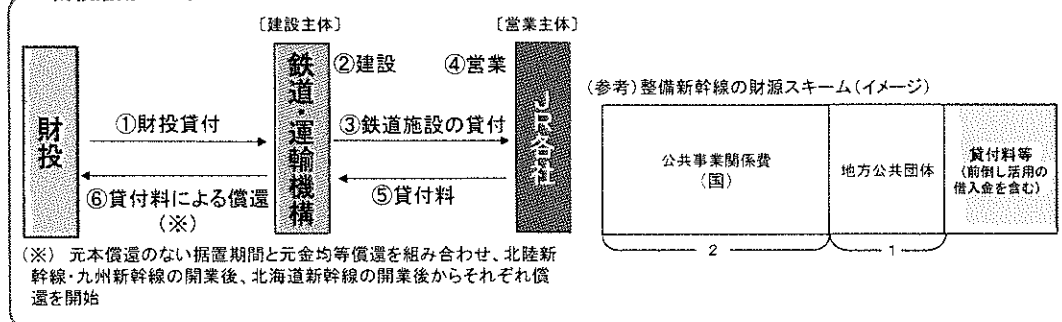 〔建設主体〕
〔営業主体〕
財投
①財投貸付
⑥貸付料による償還
(※)
鉄道・運輸機構
②建設
④営業
③鉄道施設の貸付
⑤貸付料
JR各社
(※) 元本償還のない据置期間と元金均等償還を組み合わせ、北陸新
幹線・九州新幹線の開業後、北海道新幹線の開業後からそれぞれ償
還を開始
(参考)整備新幹線の財源スキーム(イメージ)
公共事業関係費
(国)
地方公共団体
貸付料等
(前倒し活用の
借入金を含む)
2
1